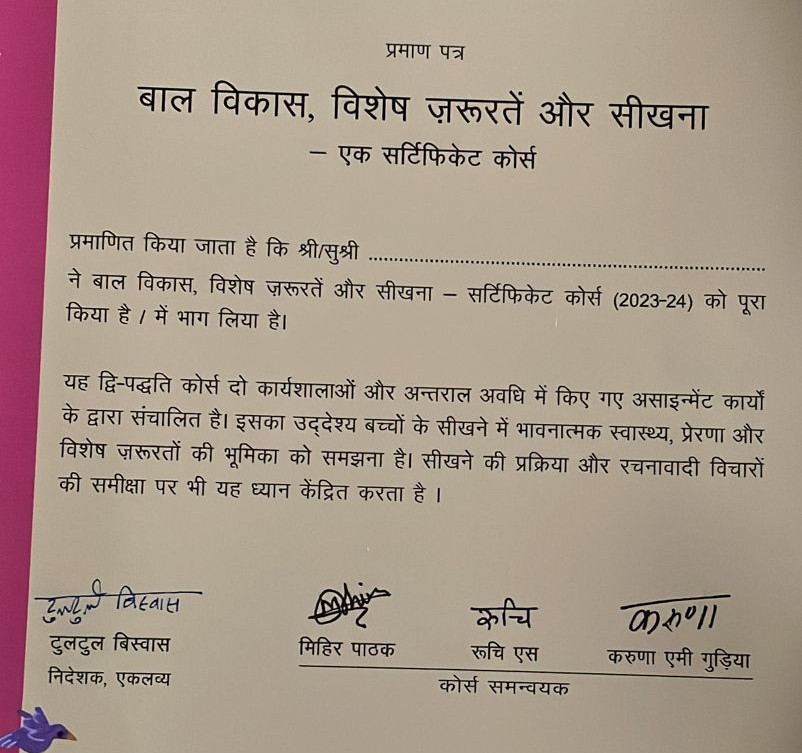 प्रमाण पत्र
बाल विकास, विशेष ज़रूरतें और सीखना
– एक सर्टिफिकेट कोर्स
प्रमाणित किया जाता है कि श्री/सुश्री ........................................................................
ने बाल विकास, विशेष ज़रूरतें और सीखना – सर्टिफिकेट कोर्स (2023-24) को पूरा
किया है / में भाग लिया है।
यह द्वि-पद्धति कोर्स दो कार्यशालाओं और अन्तराल अवधि में किए गए असाइन्मेंट कार्यों
के द्वारा संचालित है। इसका उद्देश्य बच्चों के सीखने में भावनात्मक स्वास्थ्य, प्रेरणा और
विशेष ज़रूरतों की भूमिका को समझना है। सीखने की प्रक्रिया और रचनावादी विचारों
की समीक्षा पर भी यह ध्यान केंद्रित करता है ।
टुलटुल बिस्वास रुचि करुणा
टुलटुल बिस्वास मिहिर पाठक रूचि एस करुणा एमी गुड़िया
निदेशक, एकलव्य कोर्स समन्वयक